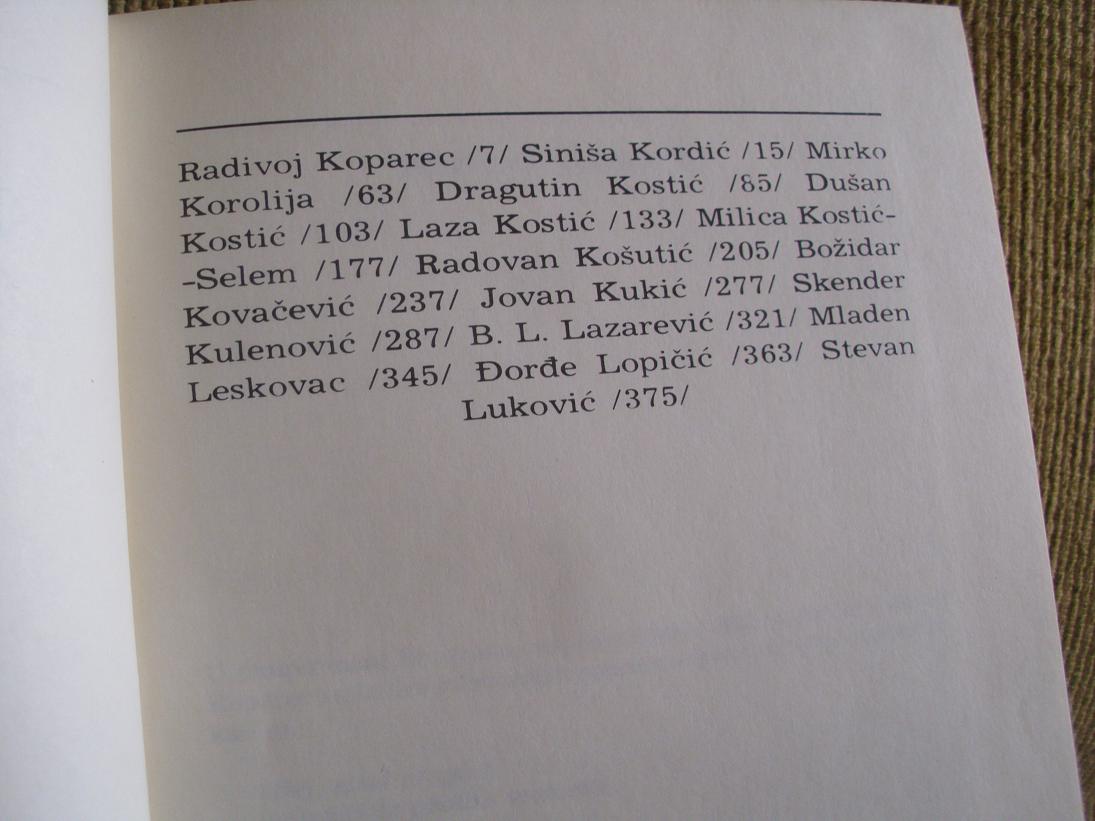 Radivoj Koparec /7/ Siniša Kordić /15/ Mirko
Korolija /63/ Dragutin Kostić /85/ Dušan
Kostić /103/ Laza Kostić /133/ Milica Kostić-
-Selem /177/ Radovan Košutić /205/ Božidar
Kovačević /237/ Jovan Kukić /277/ Skender
Kulenović /287/ B. L. Lazarević /321/ Mladen
Leskovac /345/ Đorđe Lopičić /363/ Stevan
Luković /375/